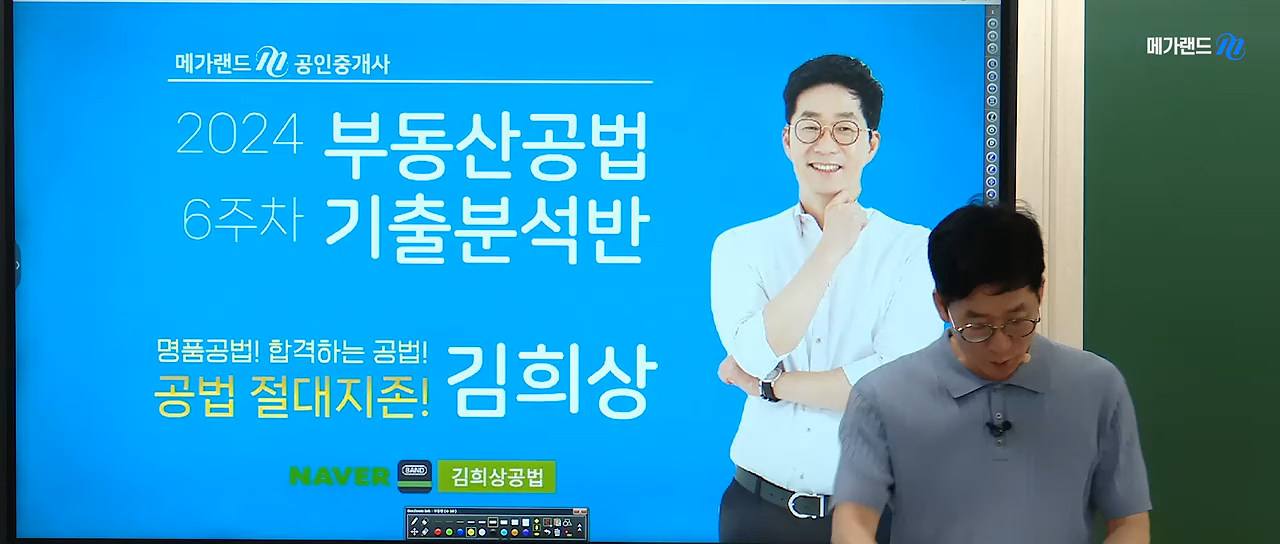 메가랜드 공인중개사
메가랜드
2024 부동산공법
6주차 기출분석반
명품공법! 합격하는 공법!
공법 절대지존! 김희상
NAVER BAND 김희상공법